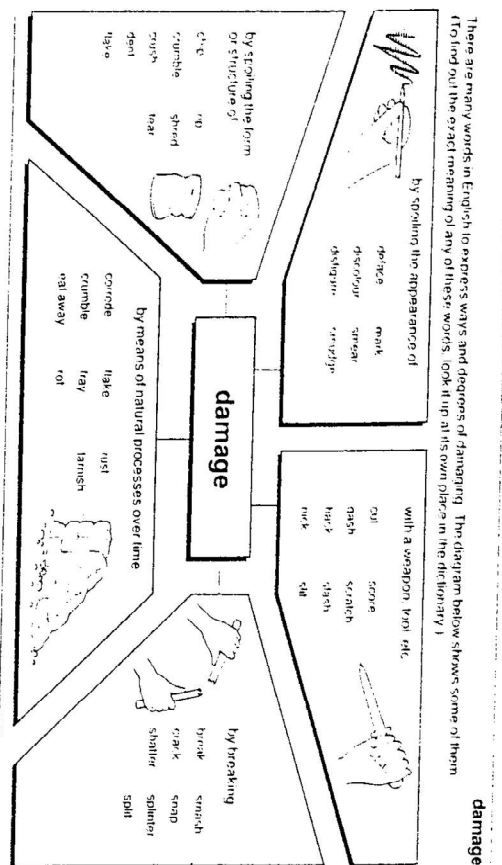 damage
There are many words in English to express ways and degrees of damaging. The diagram below shows some of them
(To find out the exact meaning of any of these words, look it up at its own place in the dictionary.)
by spoiling the appearance of
deface mark
discolour smear
disfigure smudge
with a weapon, tool, etc.
cut score
gash scratch
hack slash
nick slit
damage
by spoiling the form
or structure of
chip rip
crumble shred
crush tear
dent
flake
by means of natural processes over time
corrode flake rust
crumble fray tarnish
eat away rot
by breaking
break smash
crack snap
shatter splinter
split